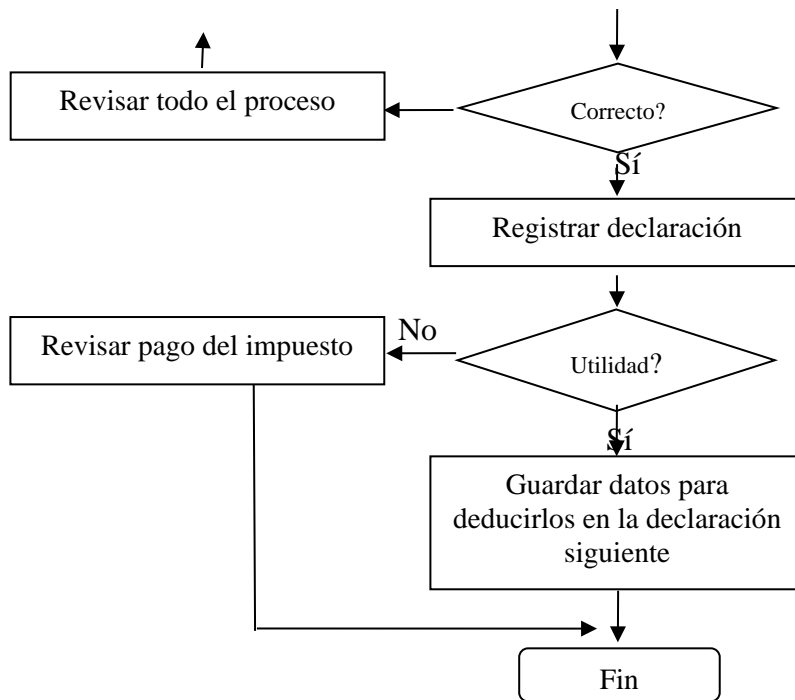 Revisar todo el proceso
Correcto?
Sí
Registrar declaración
Revisar pago del impuesto
No
Utilidad?
Sí
Guardar datos para
deducirlos en la declaración
siguiente
Fin